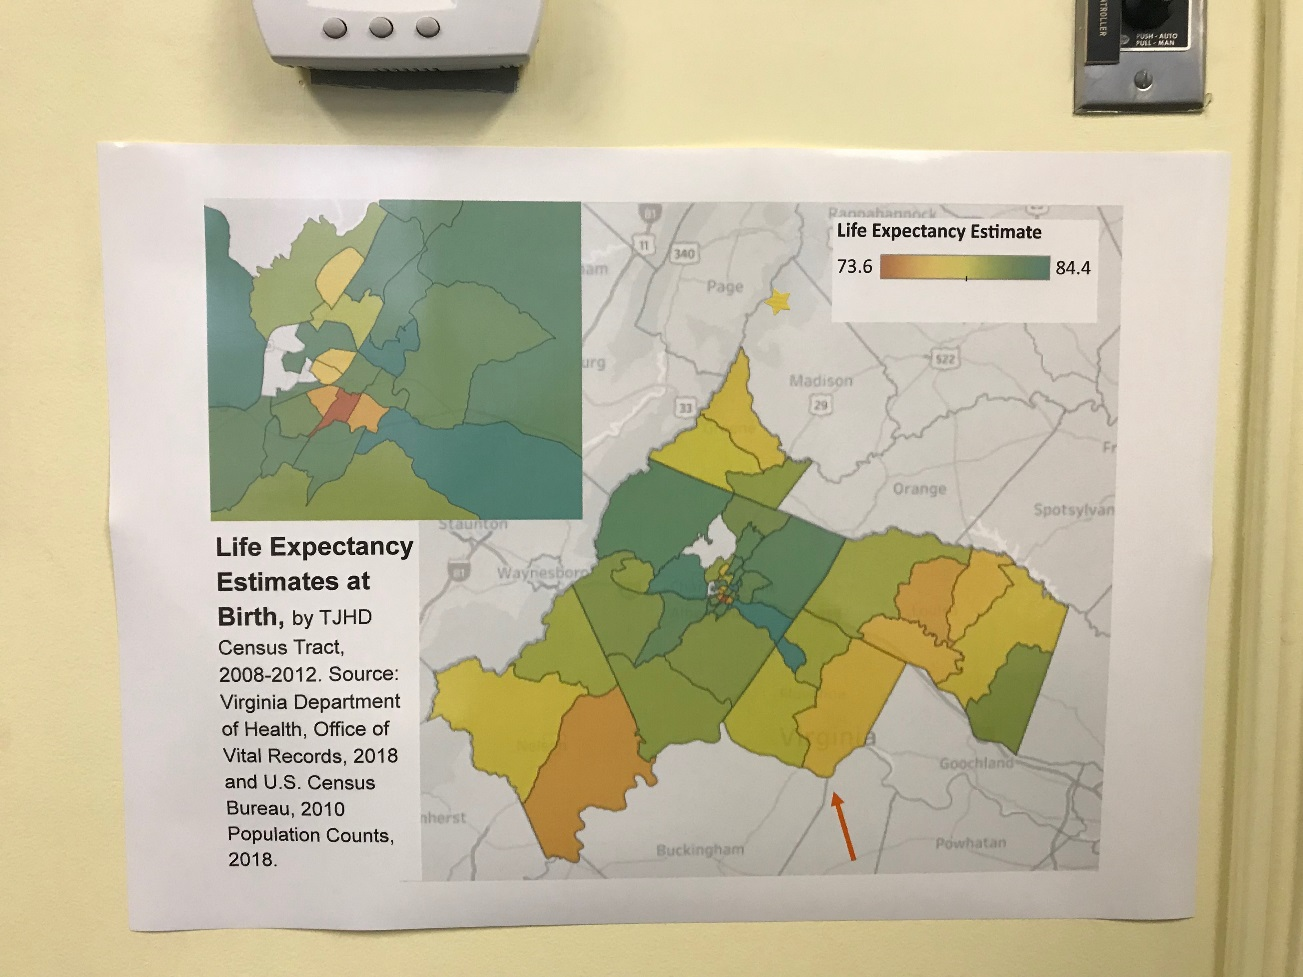 PUSH - AUTO
PULL - MAN
81
11
340
Page
Rappahannock
Life Expectancy Estimate
73.6
84.4
522
Madison
33
29
Orange
Spotsylvan
Staunton
81
Waynesboro
Life Expectancy
Estimates at
Birth, by TJHD
Census Tract,
2008-2012. Source:
Virginia Department
of Health, Office of
Vital Records, 2018
and U.S. Census
Bureau, 2010
Population Counts,
2018.
Virginia
Goochland
nherst
Buckingham
Powhatan